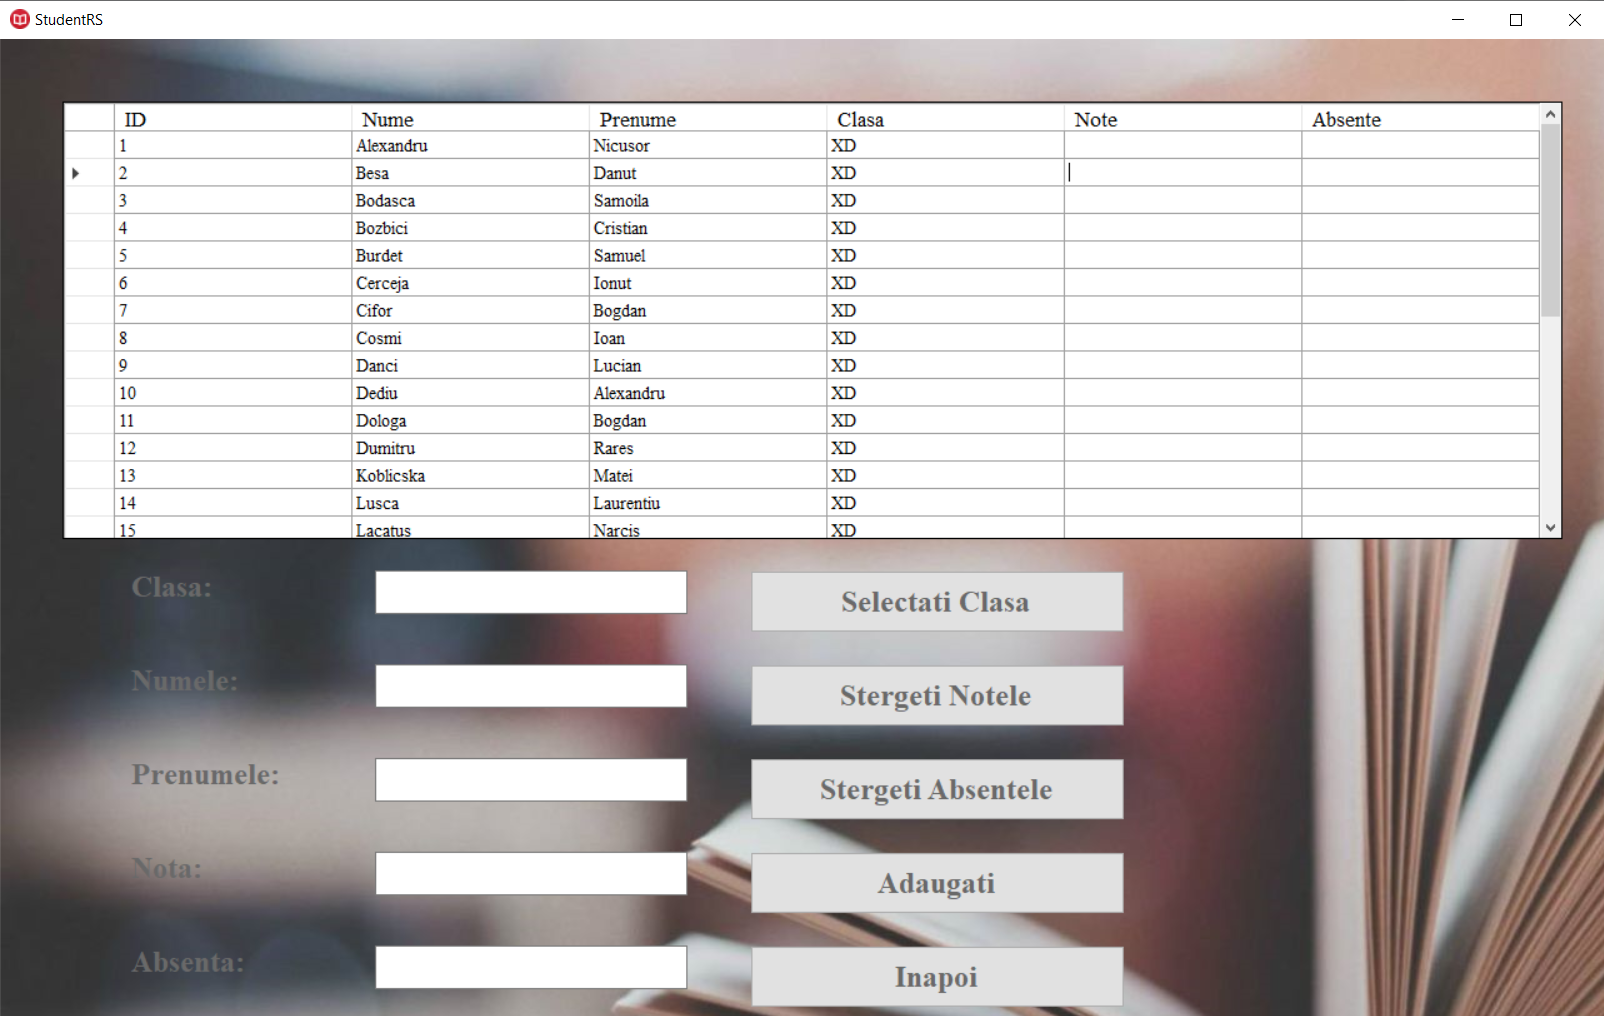 StudentRS
ID Nume Prenume Clasa Note Absente
1 Alexandru Nicusor XD
2 Besa Danut XD
3 Bodasca Samoila XD
4 Bozbici Cristian XD
5 Burdet Samuel XD
6 Cerceja Ionut XD
7 Cifor Bogdan XD
8 Cosmi Ioan XD
9 Danci Lucian XD
10 Dediu Alexandru XD
11 Dologa Bogdan XD
12 Dumitru Rares XD
13 Koblicska Matei XD
14 Lusca Laurentiu XD
15 Lacatus Narcis XD
Clasa: Selectati Clasa
Numele: Stergeti Notele
Prenumele: Stergeti Absentele
Nota: Adaugati
Absenta: Inapoi